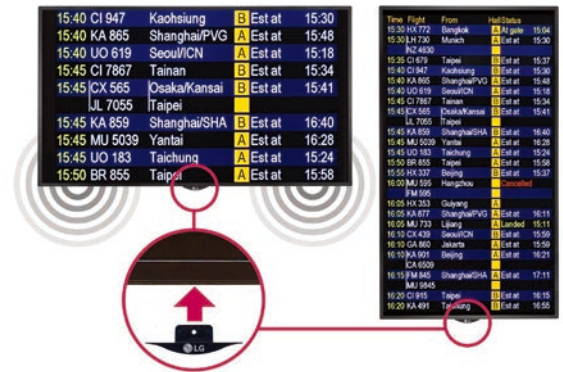 15:40 CI 947 Kaohsiung B Est at 15:30
15:40 KA 865 Shanghai/PVG A Est at 15:48
15:40 UO 619 Seoul/ICN A Est at 15:18
15:45 CI 7867 Tainan B Est at 15:34
15:45 CX 565 Osaka/Kansai B Est at 15:41
JL 7055 Taipei
15:45 KA 859 Shanghai/SHA B Est at 16:40
15:45 MU 5039 Yantai A Est at 16:28
15:45 UO 183 Taichung A Est at 15:24
15:50 BR 855 Taipei A Est at 15:58
LG
Time Flight From Hall Status
15:30 HX 772 Bangkok A At gate 15:04
15:30 LH 730 Munich A Est at 15:30
NZ 4630
15:35 CI 679 Taipei B Est at 15:37
15:40 CI 947 Kaohsiung B Est at 15:30
15:40 KA 865 Shanghai/PVG A Est at 15:48
15:40 UO 619 Seoul/ICN A Est at 15:18
15:45 CI 7867 Tainan B Est at 15:34
15:45 CX 565 Osaka/Kansai B Est at 15:41
JL 7055 Taipei
15:45 KA 859 Shanghai/SHA B Est at 16:40
15:45 MU 5039 Yantai A Est at 16:28
15:45 UO 183 Taichung A Est at 15:24
15:50 BR 855 Taipei A Est at 15:58
15:55 HX 337 Beijing B Est at 15:37
16:00 MU 595 Hangzhou Cancelled
FM 595
16:05 HX 353 Guiyang A
16:05 KA 877 Shanghai/PVG A Est at 16:11
16:05 MU 733 Lijiang A Landed 15:11
16:10 CX 439 Seoul/ICN B Est at 15:59
16:10 GA 860 Jakarta A Est at 15:59
16:10 KA 901 Beijing A Est at 16:21
CA 6509
16:15 FM 845 Shanghai/SHA A Est at 17:11
MU 9845
16:20 CI 915 Taipei B Est at 16:15
16:20 KA 491 Taichung B Est at 16:55